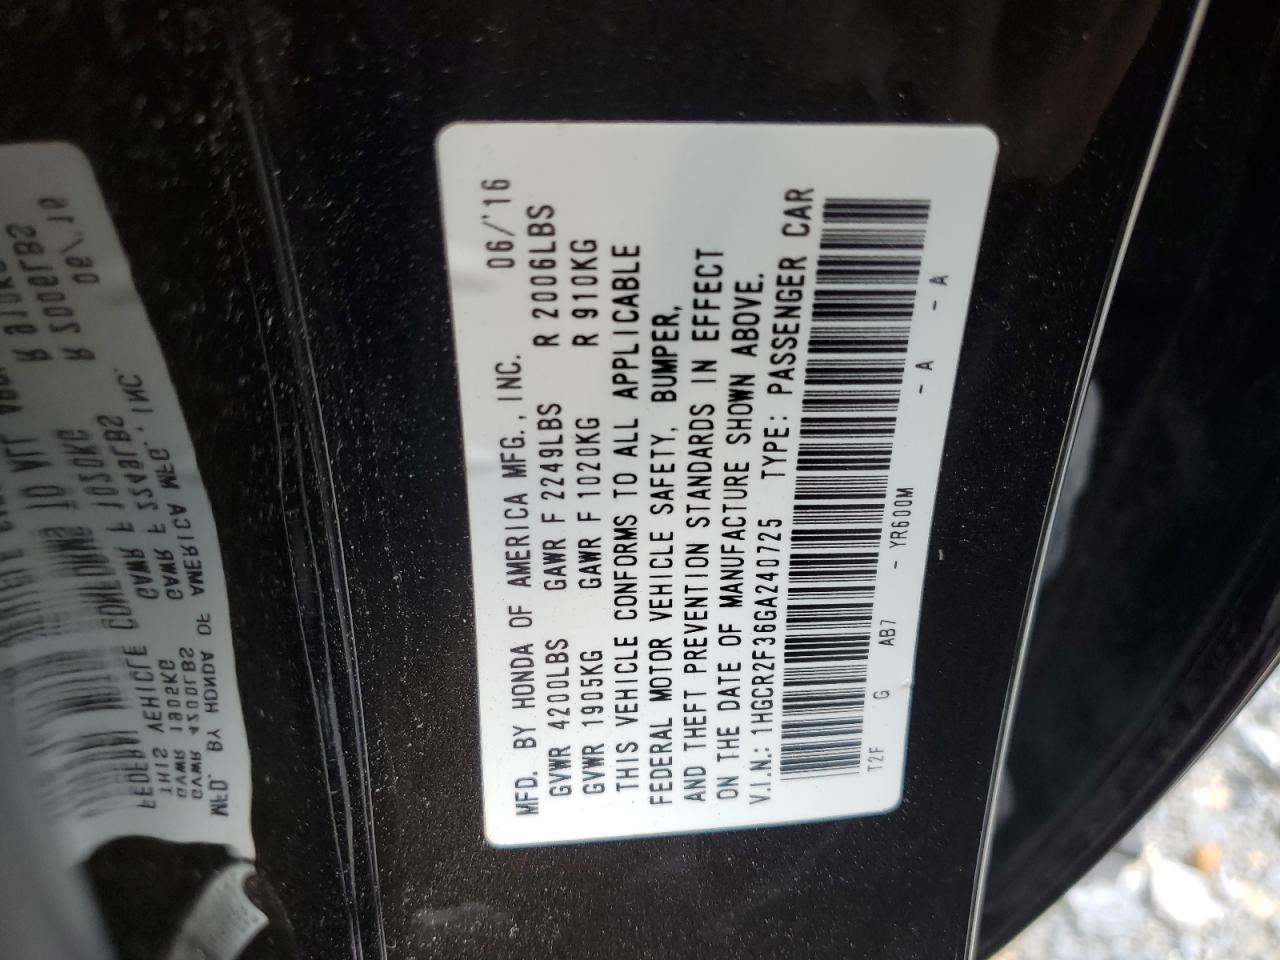 MFD. BY HONDA OF AMERICA MFG., INC. 06/'16
GVWR 4200LBS GAWR F 2249LBS R 2006LBS
GVWR 1905KG GAWR F 1020KG R 910KG
THIS VEHICLE CONFORMS TO ALL APPLICABLE
FEDERAL MOTOR VEHICLE SAFETY, BUMPER,
AND THEFT PREVENTION STANDARDS IN EFFECT
ON THE DATE OF MANUFACTURE SHOWN ABOVE.
V.I.N.: 1HGCR2F36GA240725 TYPE: PASSENGER CAR
T2F G AB7 - YR600M - A - A